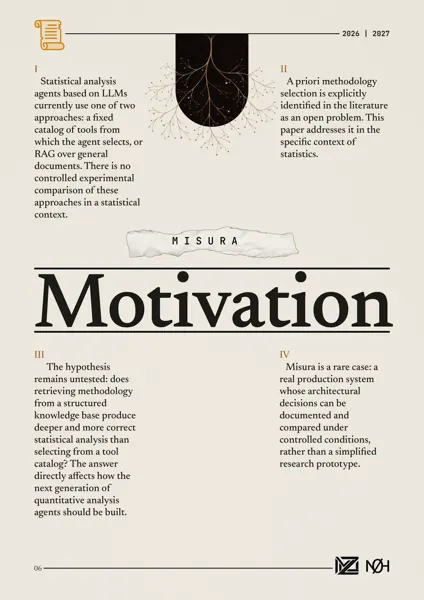 2026 | 2027
I
Statistical analysis
agents based on LLMs
currently use one of two
approaches: a fixed
catalog of tools from
which the agent selects, or
RAG over general
documents. There is no
controlled experimental
comparison of these
approaches in a statistical
context.
II
A priori methodology
selection is explicitly
identified in the literature
as an open problem. This
paper addresses it in the
specific context of
statistics.
MISURA
Motivation
III
The hypothesis
remains untested: does
retrieving methodology
from a structured
knowledge base produce
deeper and more correct
statistical analysis than
selecting from a tool
catalog? The answer
directly affects how the
next generation of
quantitative analysis
agents should be built.
IV
Misura is a rare case: a
real production system
whose architectural
decisions can be
documented and
compared under
controlled conditions,
rather than a simplified
research prototype.
06
NØH